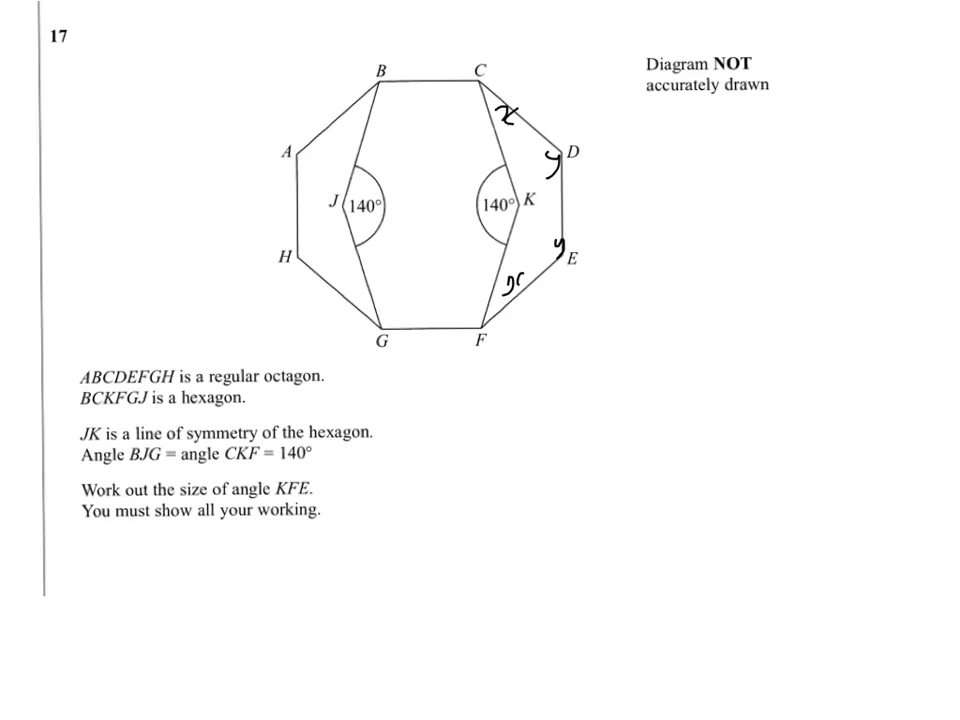 17
Diagram NOT
accurately drawn
B
C
x
A
D
y
J
140°
140°
K
H
y
E
x
G
F
ABCDEFGH is a regular octagon.
BCKFGJ is a hexagon.
JK is a line of symmetry of the hexagon.
Angle BJG = angle CKF = 140°
Work out the size of angle KFE.
You must show all your working.